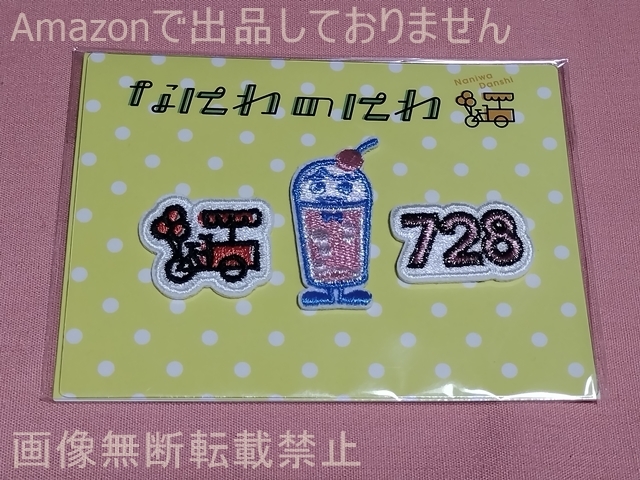 Amazonで出品しておりません
なにわのにわ
Naniwa
Danshi
728
画像無断転載禁止